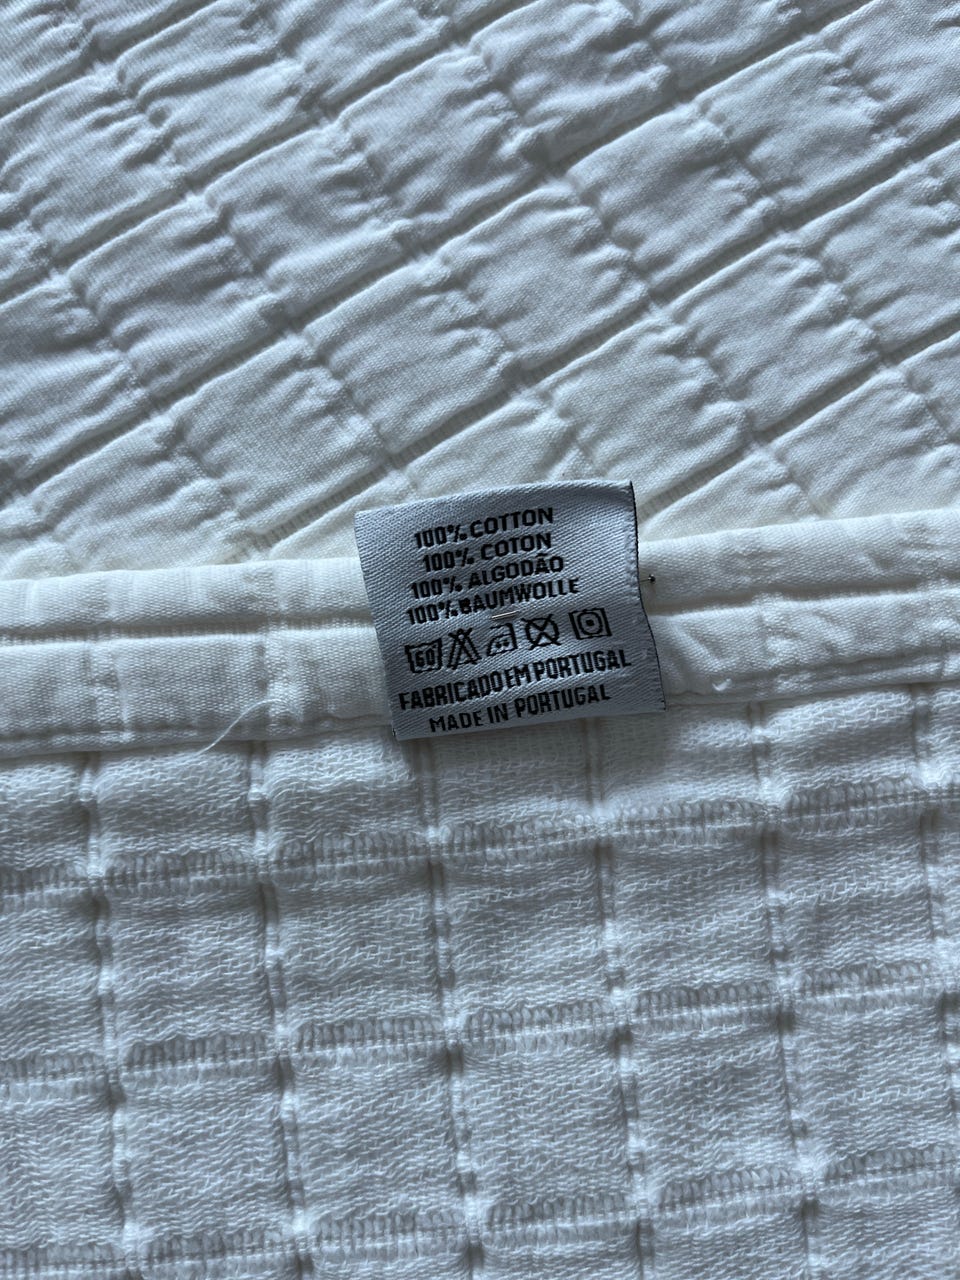 100% COTTON
100% COTON
100% ALGODÃO
100% BAUMWOLLE
60
FABRICADO EM PORTUGAL
MADE IN PORTUGAL